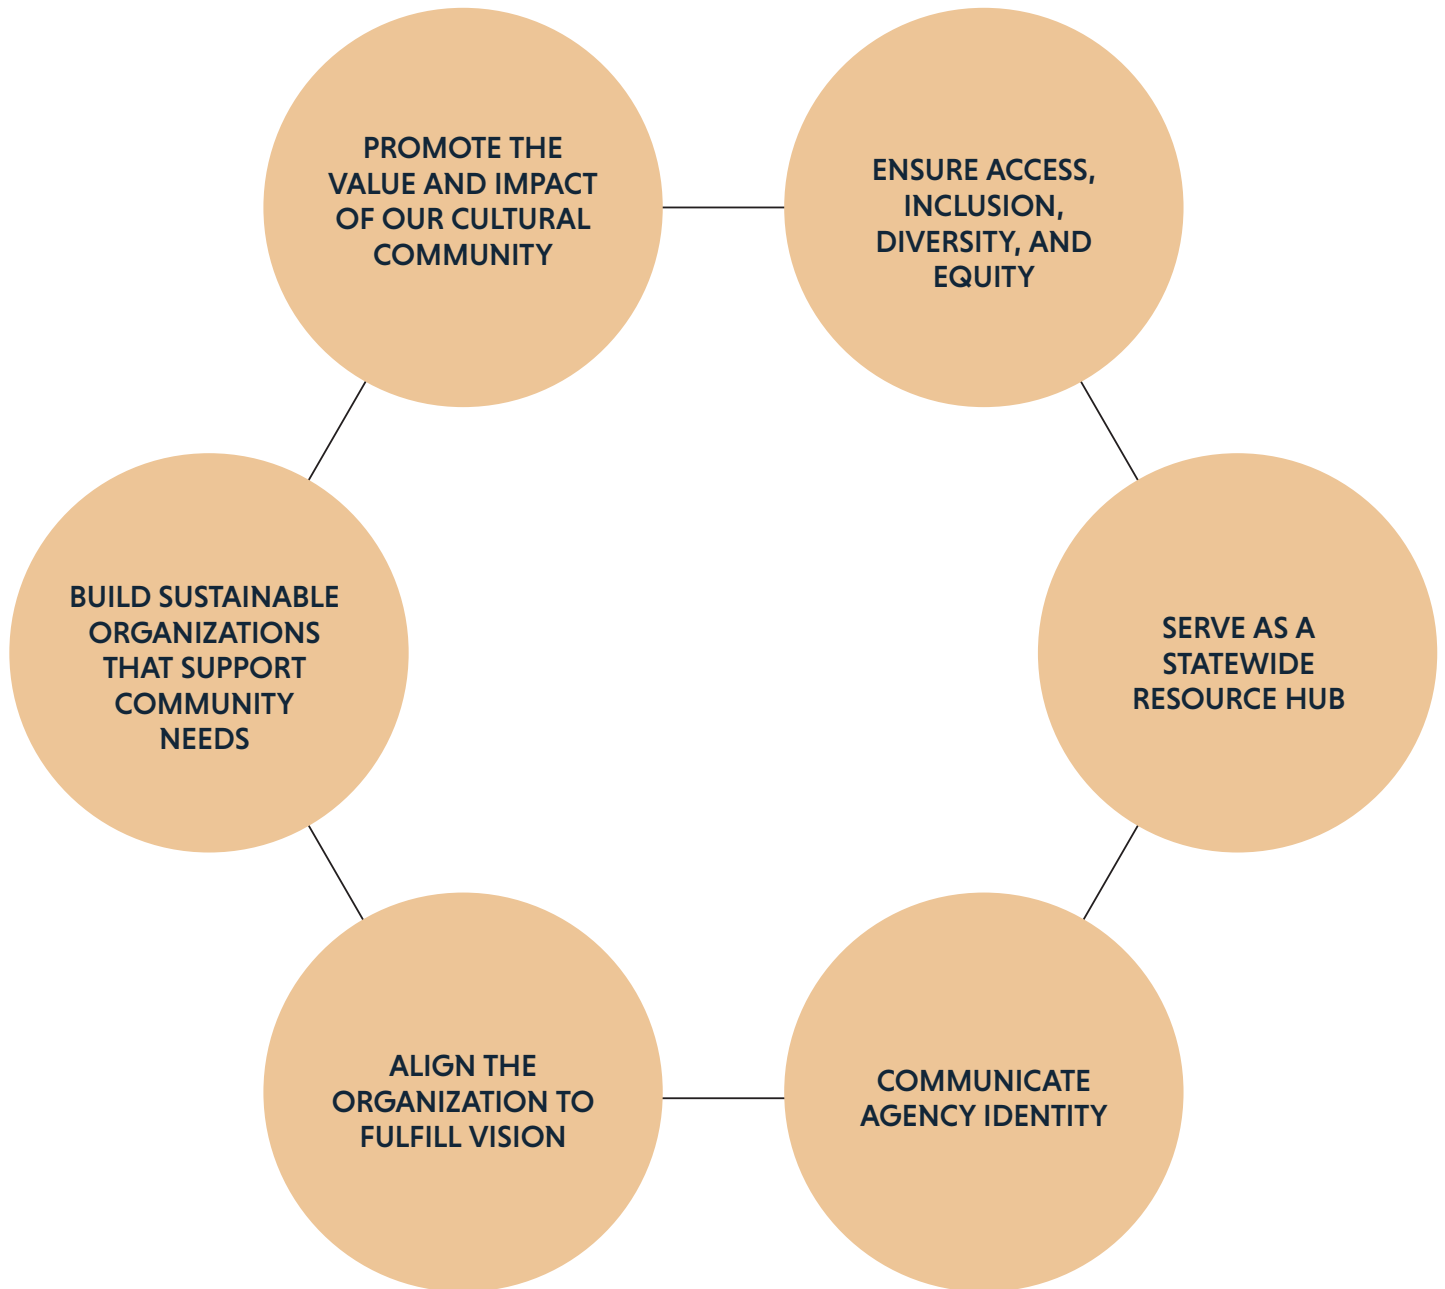 PROMOTE THE
VALUE AND IMPACT
OF OUR CULTURAL
COMMUNITY
ENSURE ACCESS,
INCLUSION,
DIVERSITY, AND
EQUITY
BUILD SUSTAINABLE
ORGANIZATIONS
THAT SUPPORT
COMMUNITY
NEEDS
SERVE AS A
STATEWIDE
RESOURCE HUB
ALIGN THE
ORGANIZATION TO
FULFILL VISION
COMMUNICATE
AGENCY IDENTITY